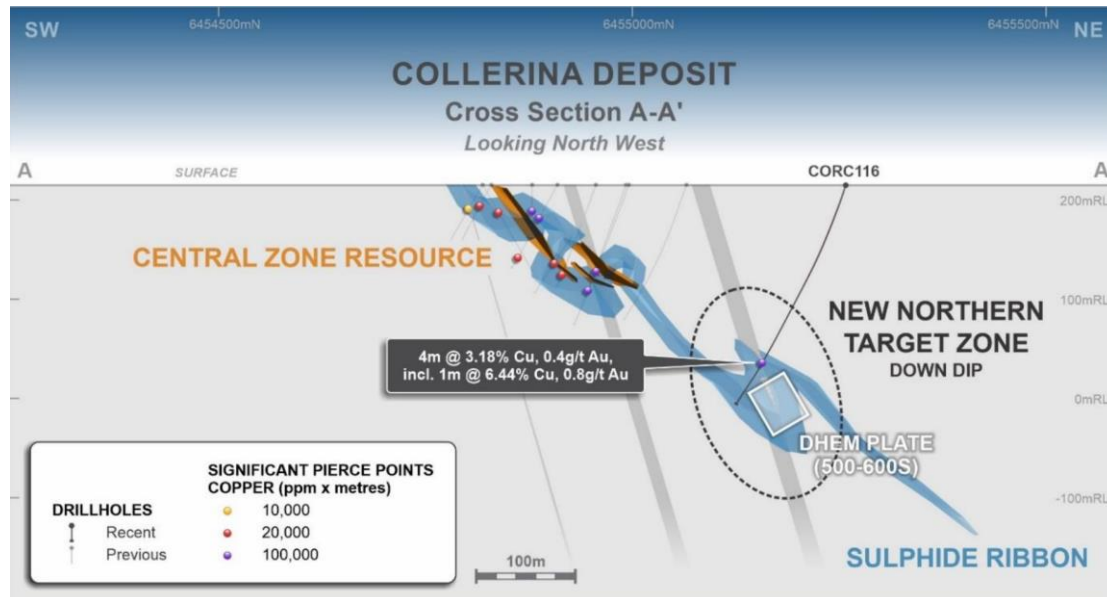 SW
6454500mN
6455000mN
6455500mN
NE
COLLERINA DEPOSIT
Cross Section A-A'
Looking North West
A
SURFACE
CORC116
A
200mRL
CENTRAL ZONE RESOURCE
100mRL
NEW NORTHERN
TARGET ZONE
DOWN DIP
4m @ 3.18% Cu, 0.4g/t Au,
incl. 1m @ 6.44% Cu, 0.8g/t Au
0mRL
DHEM PLATE
(500-600S)
-100mRL
SULPHIDE RIBBON
SIGNIFICANT PIERCE POINTS
COPPER (ppm x metres)
DRILLHOLES
10,000
Recent
20,000
Previous
100,000
100m